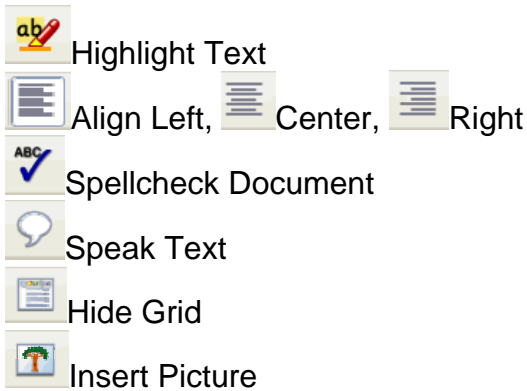 ab Highlight Text
Align Left, Center, Right
ABC Spellcheck Document
Speak Text
Hide Grid
Insert Picture